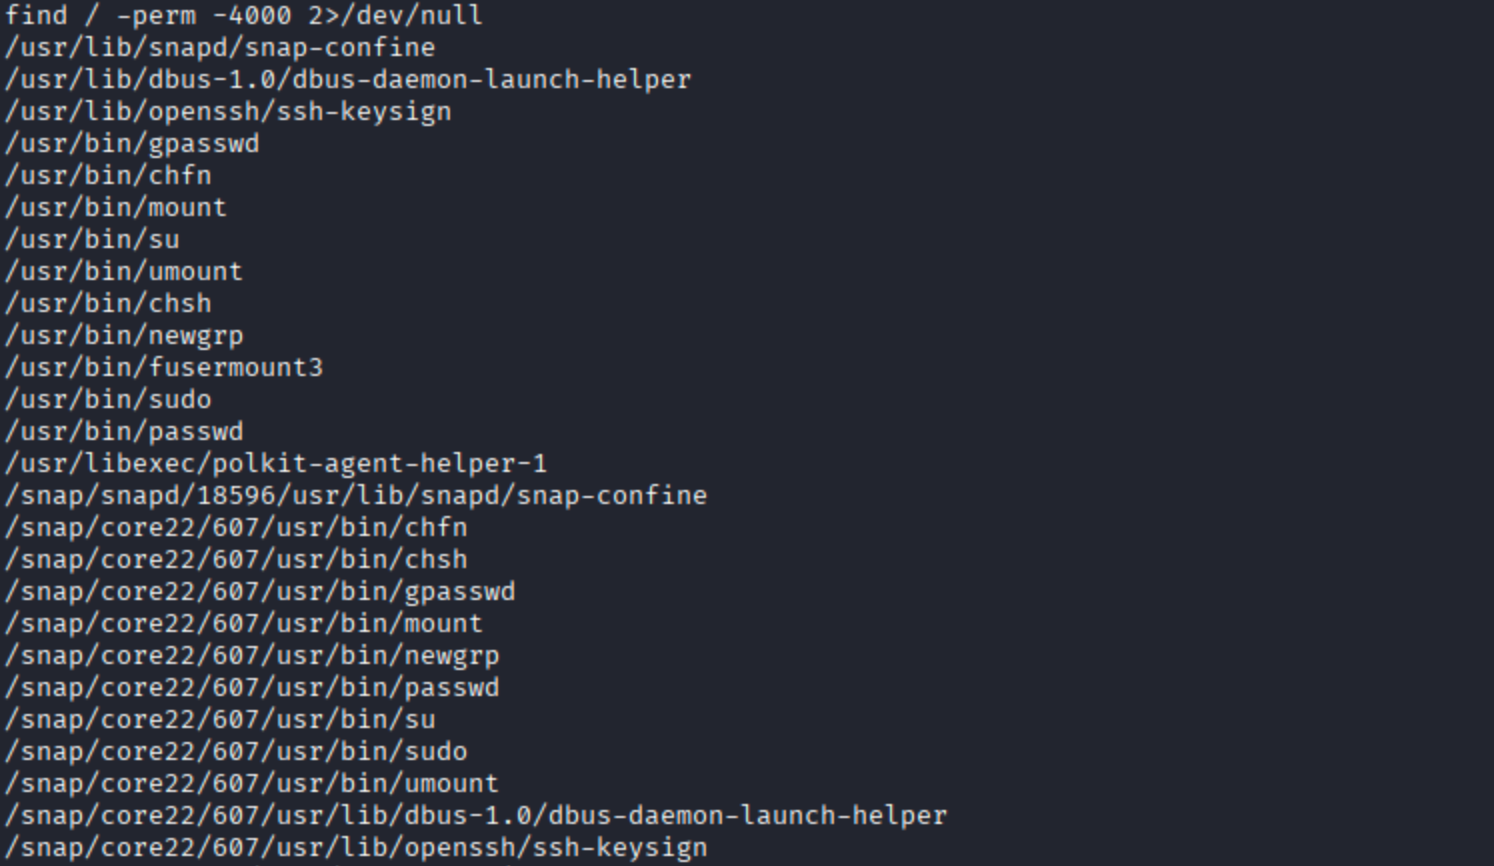 find / -perm -4000 2>/dev/null
/usr/lib/snapd/snap-confine
/usr/lib/dbus-1.0/dbus-daemon-launch-helper
/usr/lib/openssh/ssh-keysign
/usr/bin/gpasswd
/usr/bin/chfn
/usr/bin/mount
/usr/bin/su
/usr/bin/umount
/usr/bin/chsh
/usr/bin/newgrp
/usr/bin/fusermount3
/usr/bin/sudo
/usr/bin/passwd
/usr/libexec/polkit-agent-helper-1
/snap/snapd/18596/usr/lib/snapd/snap-confine
/snap/core22/607/usr/bin/chfn
/snap/core22/607/usr/bin/chsh
/snap/core22/607/usr/bin/gpasswd
/snap/core22/607/usr/bin/mount
/snap/core22/607/usr/bin/newgrp
/snap/core22/607/usr/bin/passwd
/snap/core22/607/usr/bin/su
/snap/core22/607/usr/bin/sudo
/snap/core22/607/usr/bin/umount
/snap/core22/607/usr/lib/dbus-1.0/dbus-daemon-launch-helper
/snap/core22/607/usr/lib/openssh/ssh-keysign